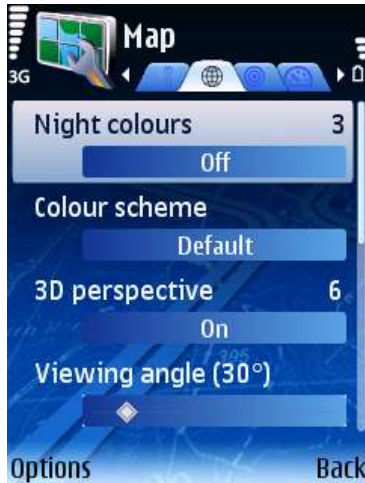 Map
3G
Night colours 3
Off
Colour scheme
Default
3D perspective 6
On
Viewing angle (30°)
Options Back